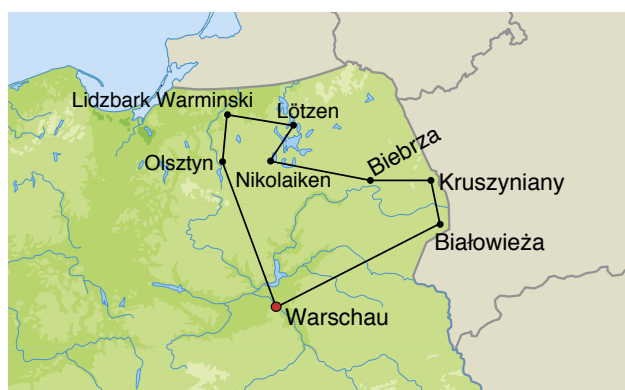 Lidzbark Warminski
Lötzen
Olsztyn
Nikolaiken
Biebrza
Kruszyniany
Białowieża
Warschau